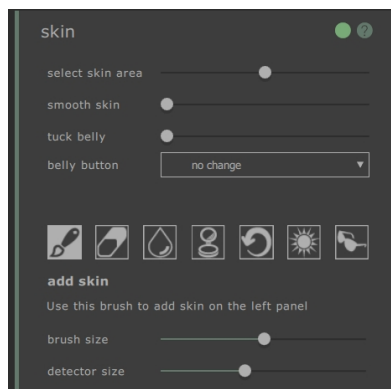 skin
?
select skin area
smooth skin
tuck belly
belly button no change
add skin
Use this brush to add skin on the left panel
brush size
detector size